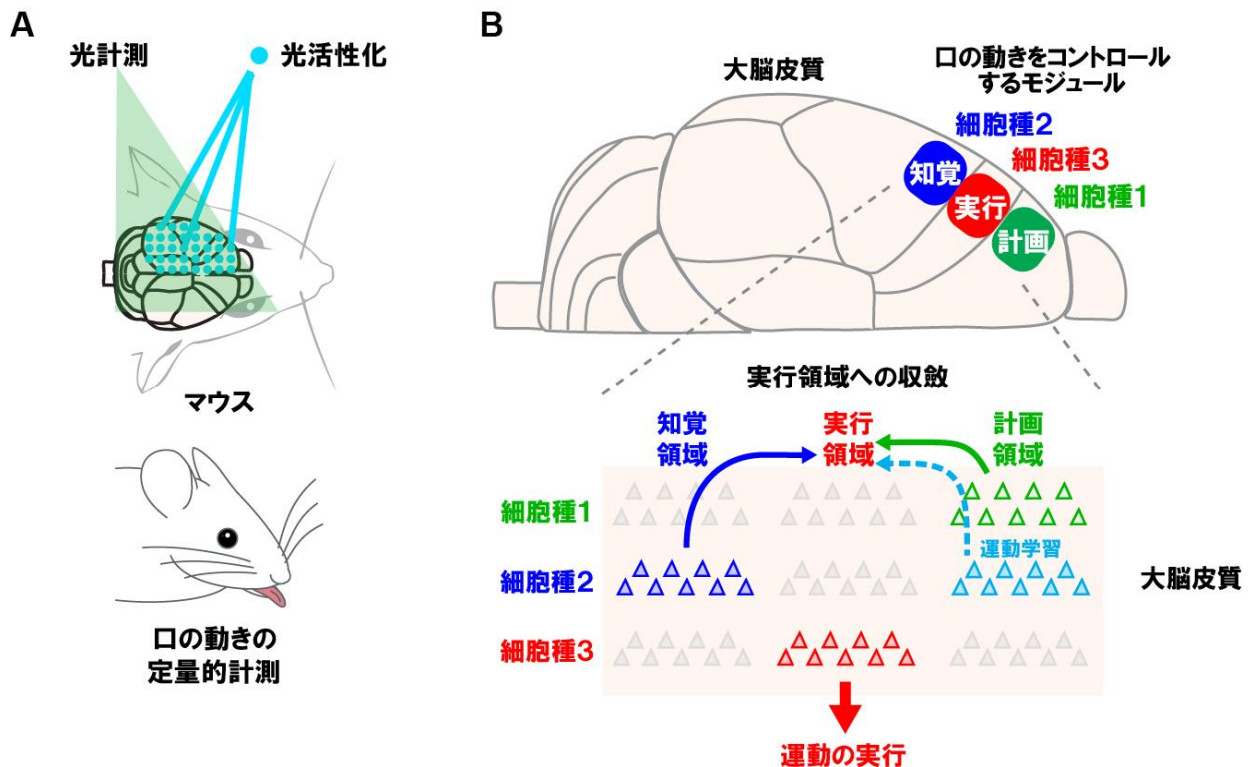 A
光計測
光活性化
マウス
口の動きの
定量的計測
B
大脳皮質
口の動きをコントロール
するモジュール
細胞種2
細胞種3
細胞種1
知覚
実行
計画
実行領域への収斂
知覚
領域
実行
領域
計画
領域
細胞種1
運動学習
細胞種2
大脳皮質
細胞種3
運動の実行